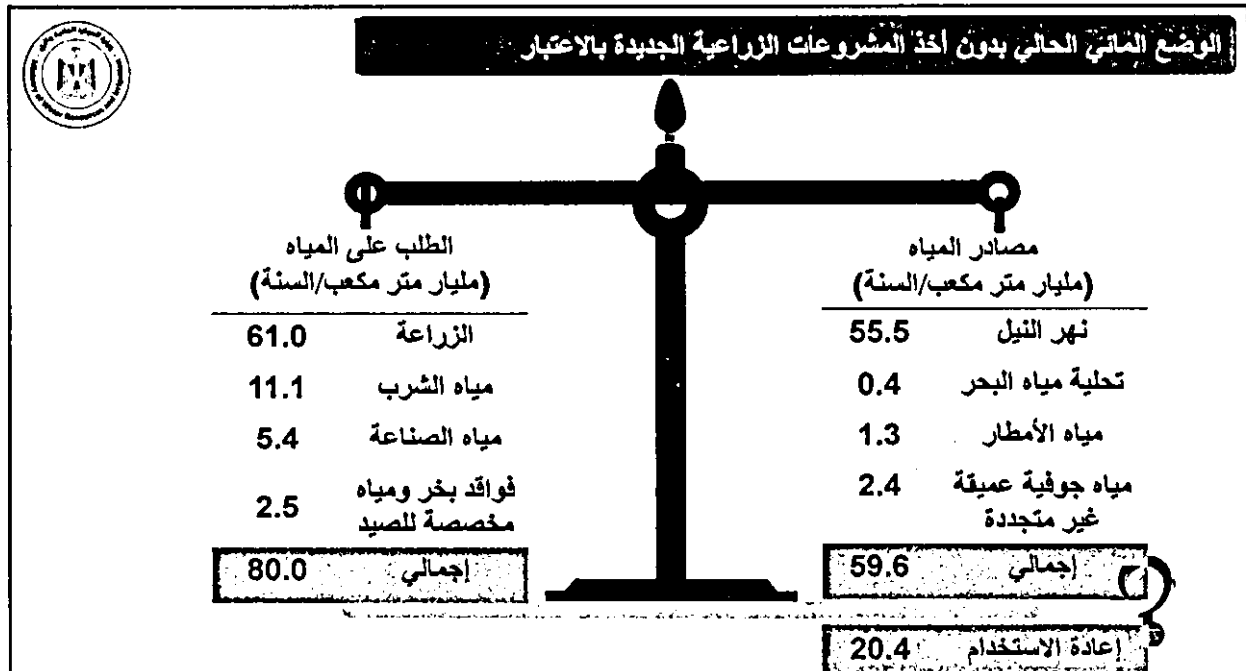 الوضع المائي الحالي بدون أخذ المشروعات الزراعية الجديدة بالاعتبار
مصادر المياه
(مليار متر مكعب/السنة)
نهر النيل 55.5
تحلية مياه البحر 0.4
مياه الأمطار 1.3
مياه جوفية عميقة 2.4
غير متجددة
إجمالي 59.6
إعادة الاستخدام 20.4
الطلب على المياه
(مليار متر مكعب/السنة)
الزراعة 61.0
مياه الشرب 11.1
مياه الصناعة 5.4
فواقد بخر ومياه 2.5
مخصصة للصيد
إجمالي 80.0